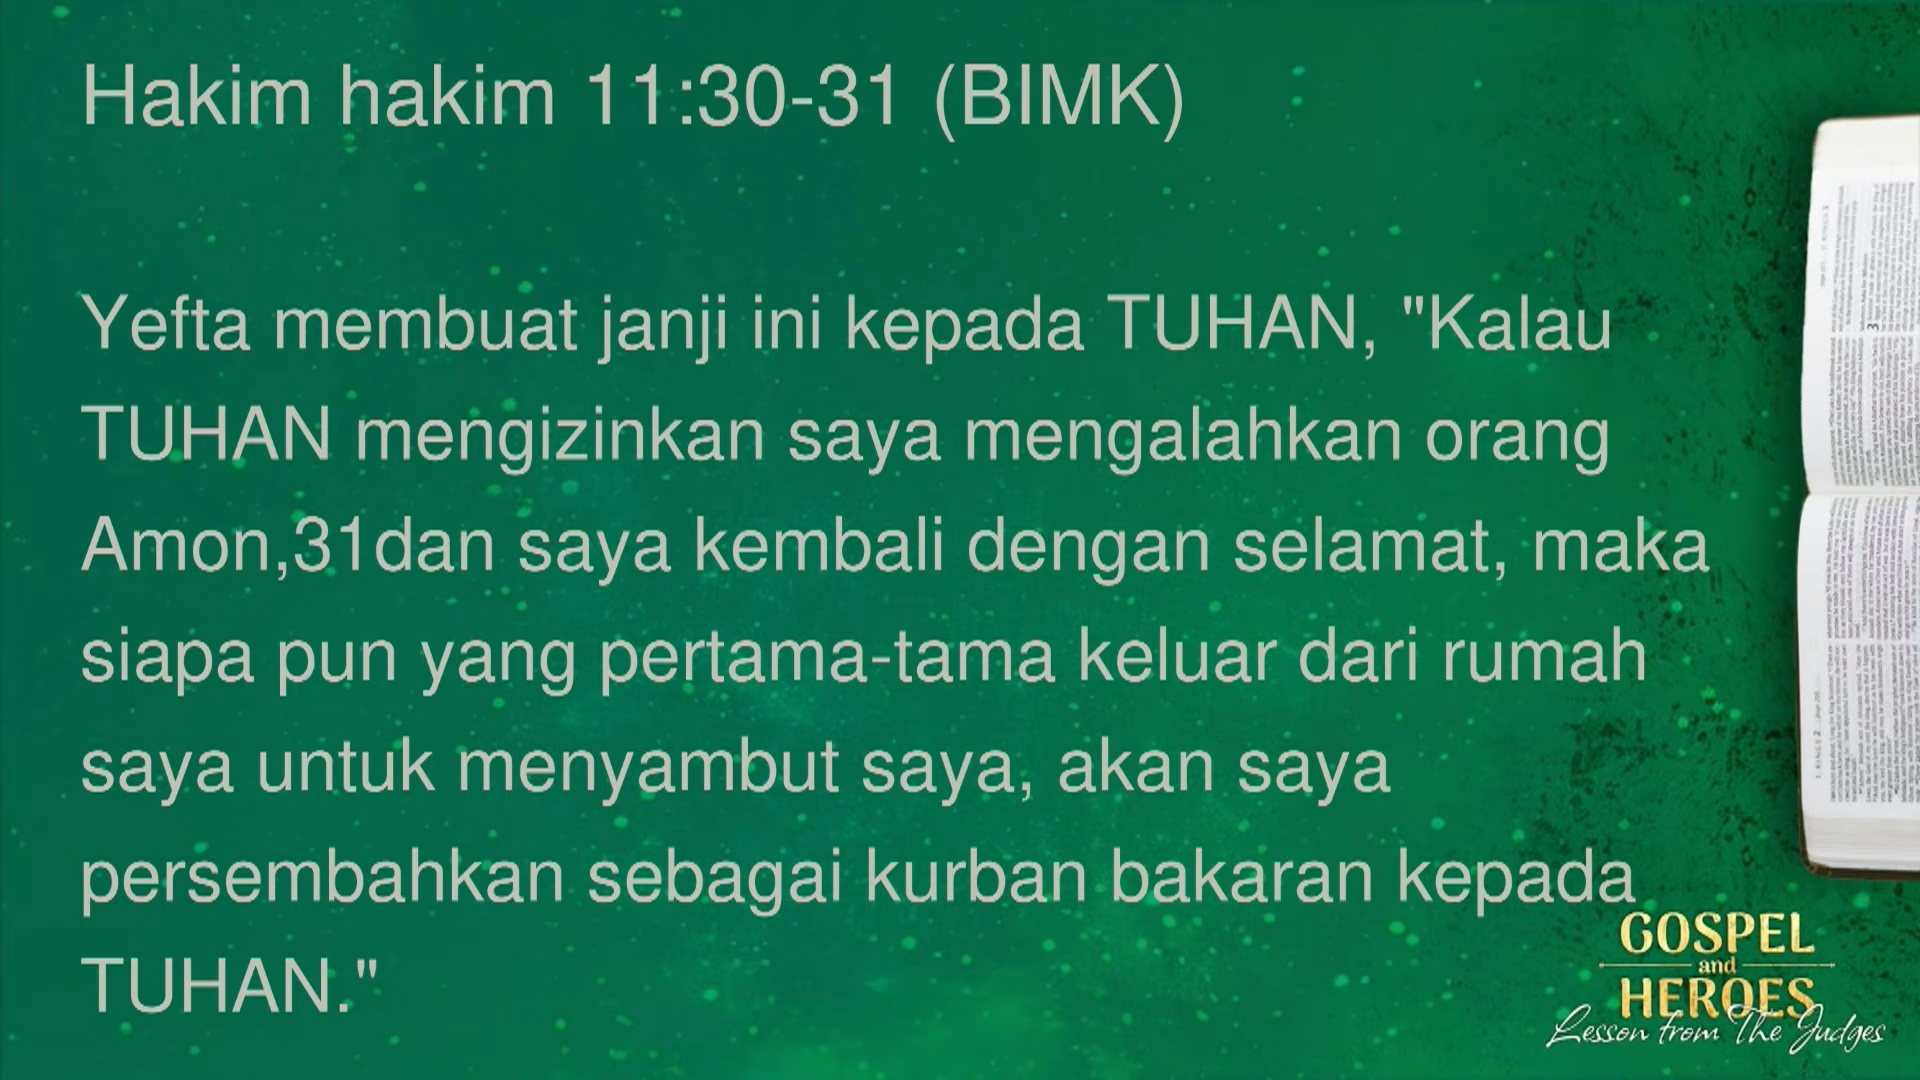 Hakim hakim 11:30-31 (BIMK)
Yefta membuat janji ini kepada TUHAN, "Kalau
TUHAN mengizinkan saya mengalahkan orang
Amon,31dan saya kembali dengan selamat, maka
siapa pun yang pertama-tama keluar dari rumah
saya untuk menyambut saya, akan saya
persembahkan sebagai kurban bakaran kepada
TUHAN."
GOSPEL
and
HEROES
Lesson from The Judges